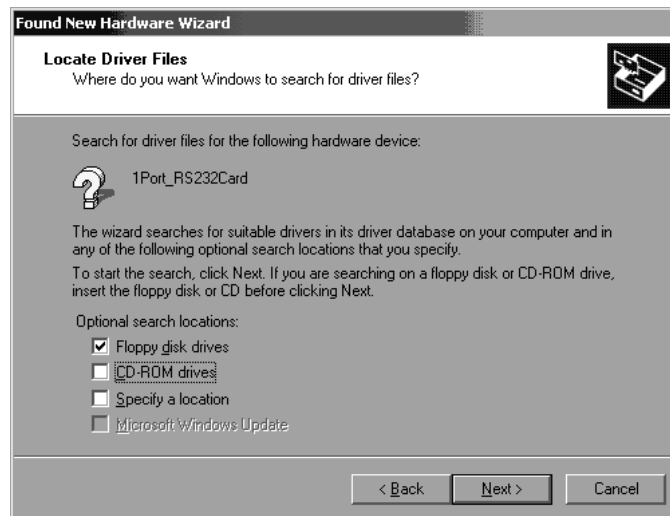 Found New Hardware Wizard
Locate Driver Files
Where do you want Windows to search for driver files?
Search for driver files for the following hardware device:
1Port_RS232Card
The wizard searches for suitable drivers in its driver database on your computer and in
any of the following optional search locations that you specify.
To start the search, click Next. If you are searching on a floppy disk or CD-ROM drive,
insert the floppy disk or CD before clicking Next.
Optional search locations:
Floppy disk drives
CD-ROM drives
Specify a location
Microsoft Windows Update
< Back Next > Cancel